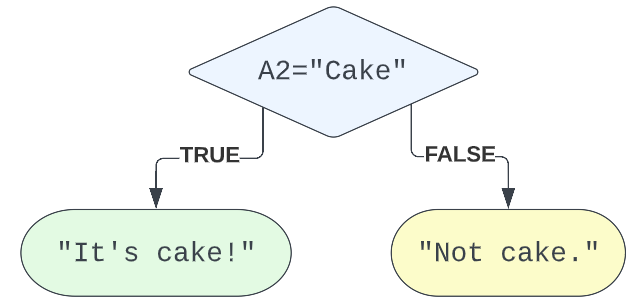 A2="Cake"
TRUE
FALSE
"It's cake!"
"Not cake."